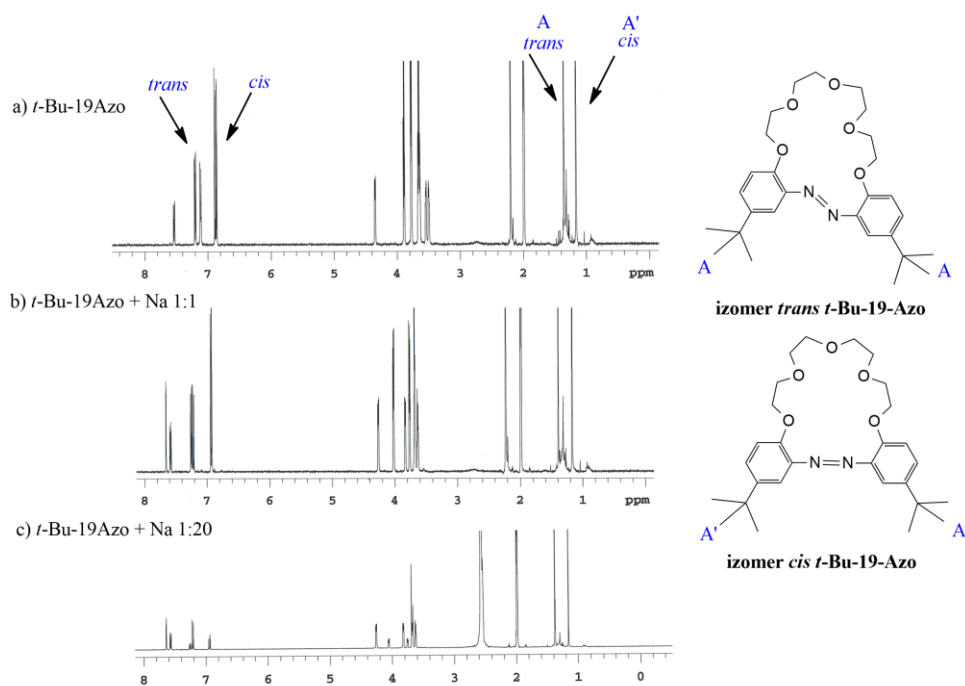 A
trans
A'
cis
trans
cis
a) t-Bu-19Azo
8 7 6 5 4 3 2 1 ppm
b) t-Bu-19Azo + Na 1:1
8 7 6 5 4 3 2 1 ppm
c) t-Bu-19Azo + Na 1:20
8 7 6 5 4 3 2 1 0
O
O O
O O
N=N
A A
izomer trans t-Bu-19-Azo
O
O O
O O
N=N
A' A
izomer cis t-Bu-19-Azo